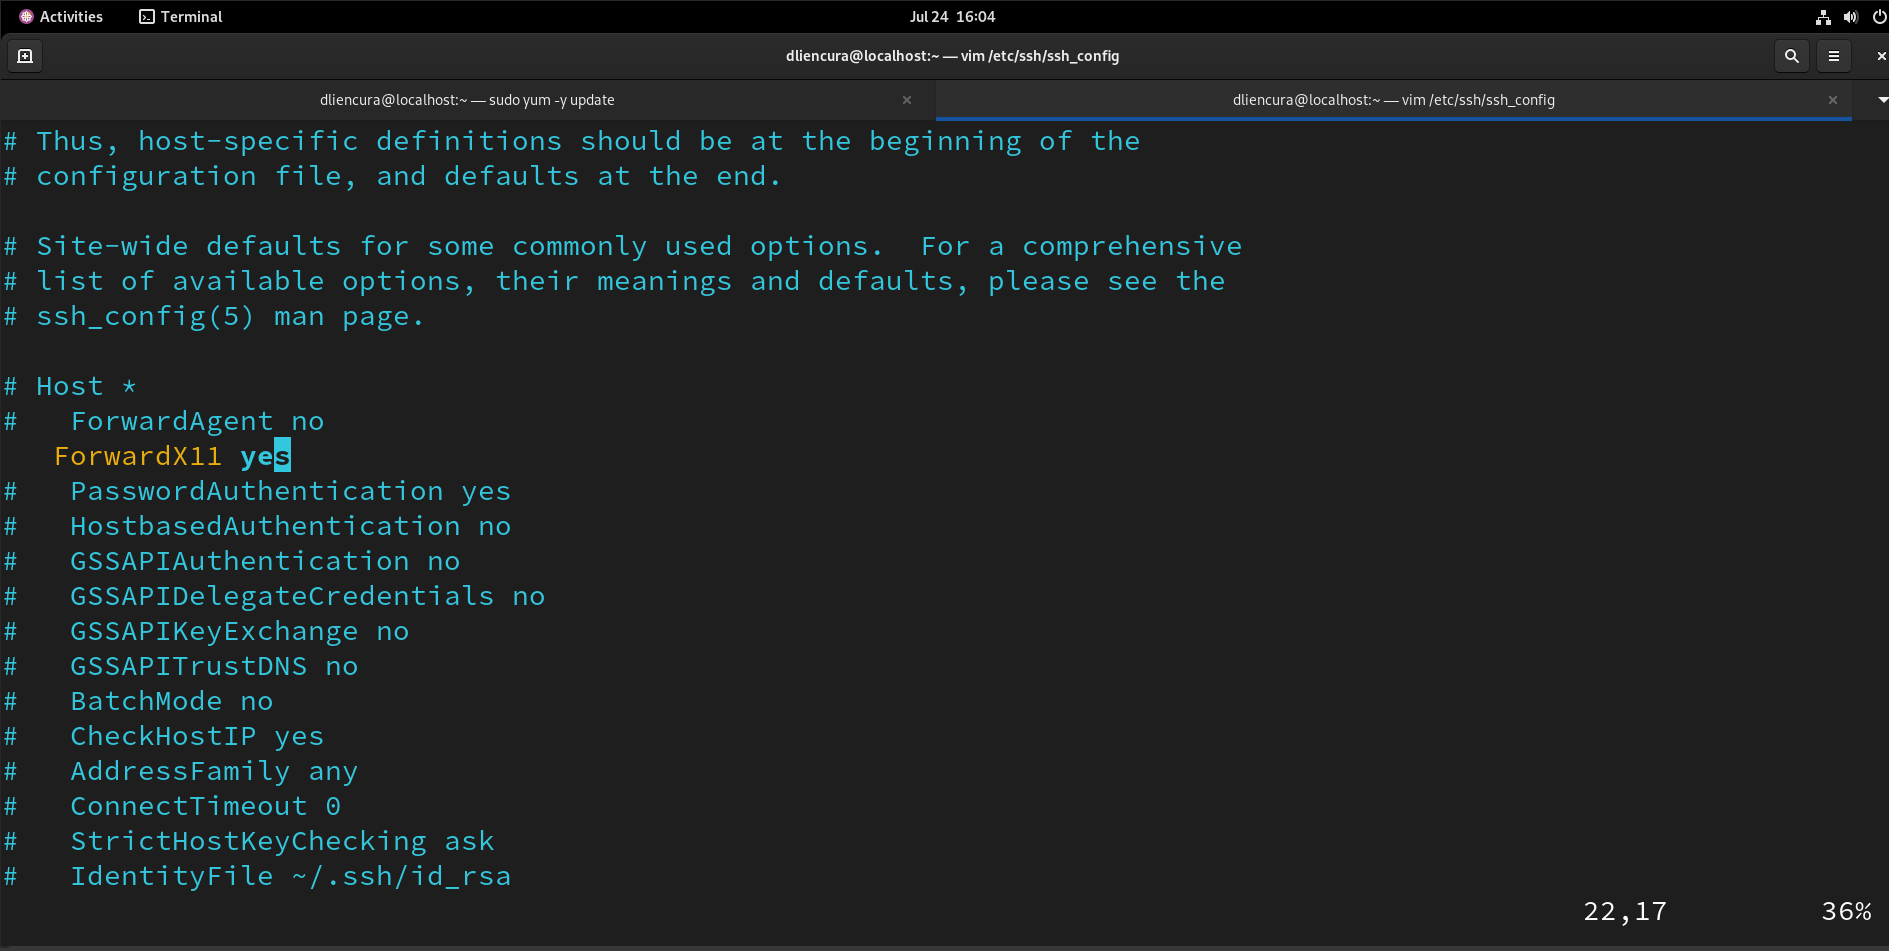 Activities Terminal Jul 24 16:04
dliencura@localhost:~ — vim /etc/ssh/ssh_config
dliencura@localhost:~ — sudo yum -y update dliencura@localhost:~ — vim /etc/ssh/ssh_config
# Thus, host-specific definitions should be at the beginning of the
# configuration file, and defaults at the end.
# Site-wide defaults for some commonly used options.  For a comprehensive
# list of available options, their meanings and defaults, please see the
# ssh_config(5) man page.
# Host *
#   ForwardAgent no
   ForwardX11 yes
#   PasswordAuthentication yes
#   HostbasedAuthentication no
#   GSSAPIAuthentication no
#   GSSAPIDelegateCredentials no
#   GSSAPIKeyExchange no
#   GSSAPITrustDNS no
#   BatchMode no
#   CheckHostIP yes
#   AddressFamily any
#   ConnectTimeout 0
#   StrictHostKeyChecking ask
#   IdentityFile ~/.ssh/id_rsa
22,17 36%